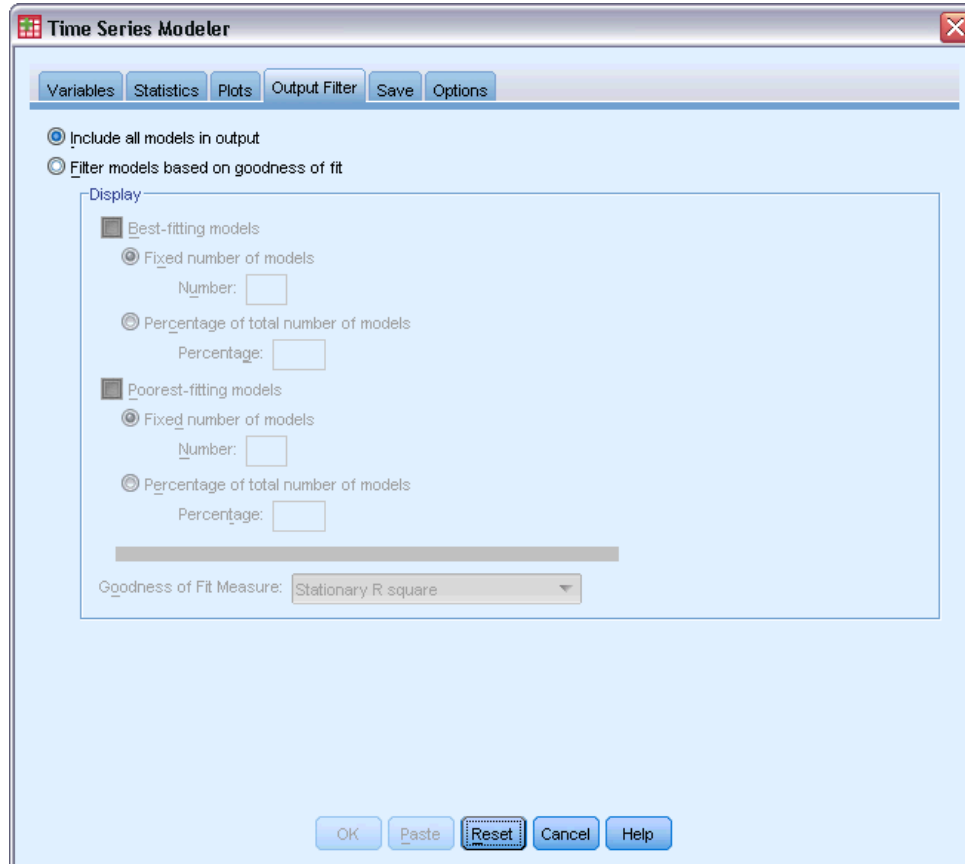 Time Series Modeler
Variables Statistics Plots Output Filter Save Options
Include all models in output
Filter models based on goodness of fit
Display
Best-fitting models
Fixed number of models
Number:
Percentage of total number of models
Percentage:
Poorest-fitting models
Fixed number of models
Number:
Percentage of total number of models
Percentage:
Goodness of Fit Measure: Stationary R square
OK Paste Reset Cancel Help